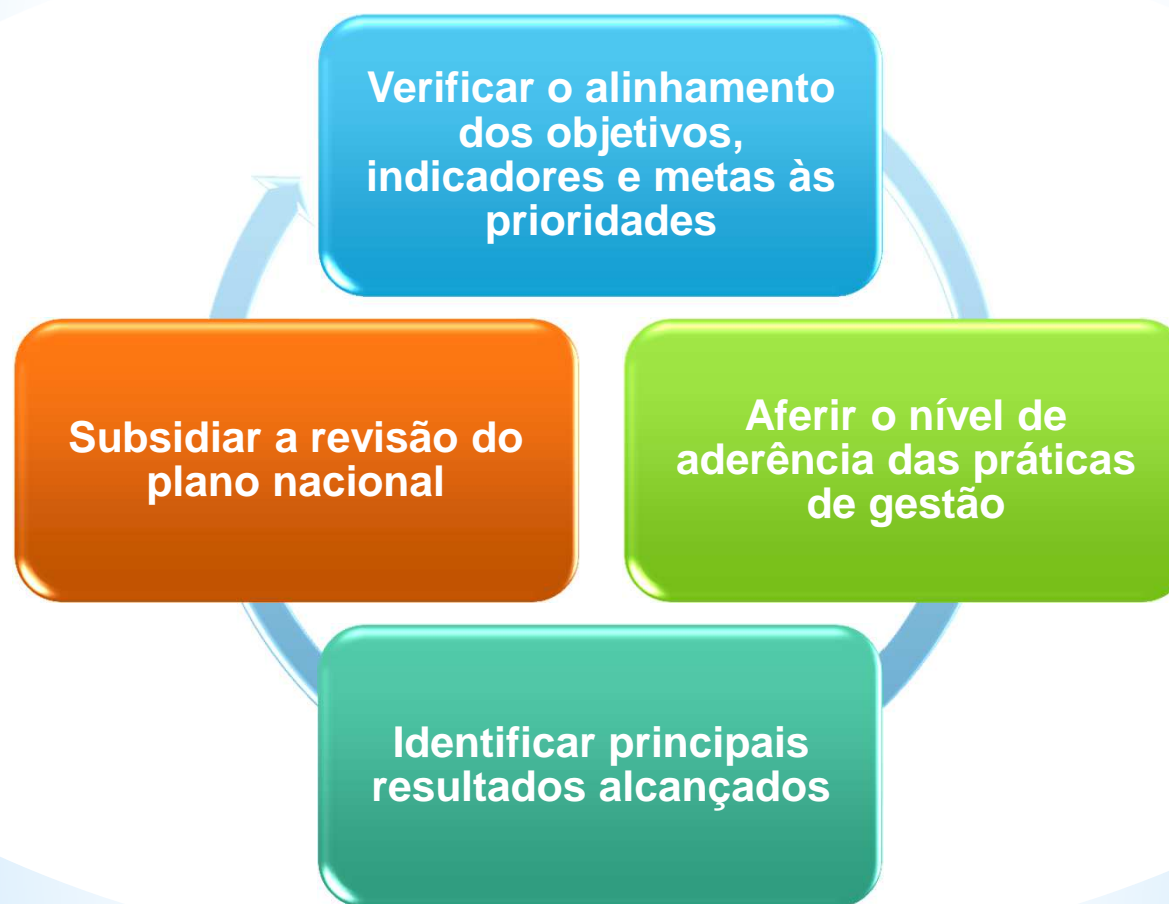 Verificar o alinhamento
dos objetivos,
indicadores e metas às
prioridades
Aferir o nível de
aderência das práticas
de gestão
Identificar principais
resultados alcançados
Subsidiar a revisão do
plano nacional